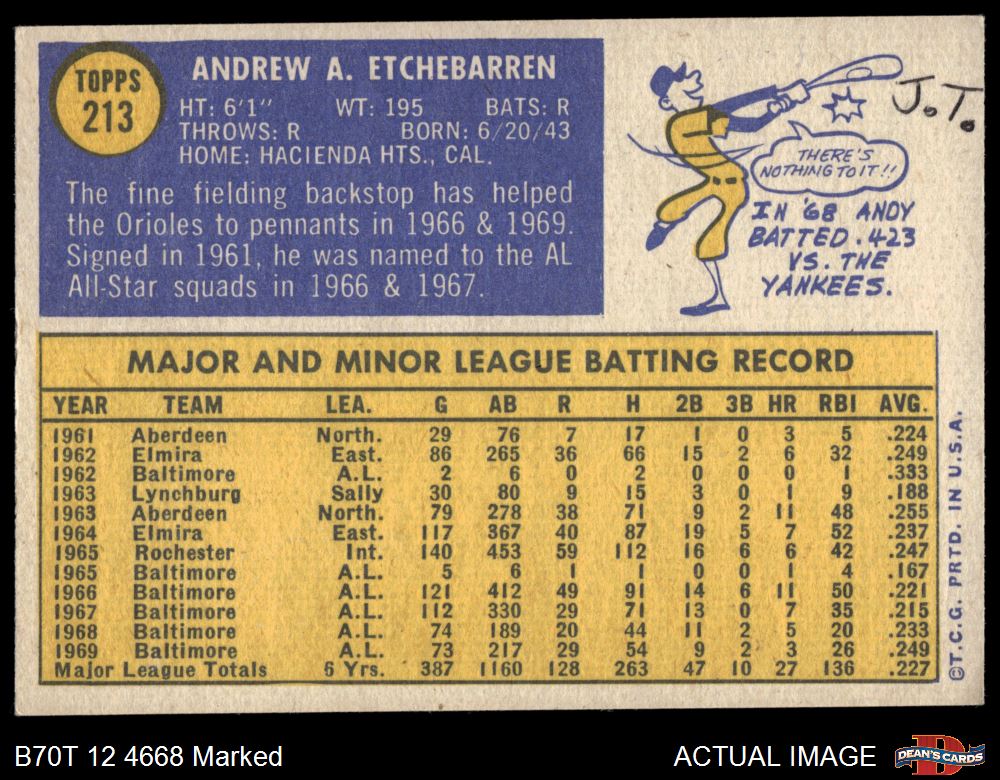 TOPPS
213
ANDREW A. ETCHEBARREN
HT: 6'1" WT: 195 BATS: R
THROWS: R BORN: 6/20/43
HOME: HACIENDA HTS., CAL.
The fine fielding backstop has helped
the Orioles to pennants in 1966 & 1969.
Signed in 1961, he was named to the AL
All-Star squads in 1966 & 1967.
J.T.
THERE'S
NOTHING TO IT!!
IN '68 ANDY
BATTED .423
VS. THE
YANKEES.
MAJOR AND MINOR LEAGUE BATTING RECORD
YEAR TEAM LEA. G AB R H 2B 3B HR RBI AVG.
1961 Aberdeen North. 29 76 7 17 1 0 3 5 .224
1962 Elmira East. 86 265 36 66 15 2 6 32 .249
1962 Baltimore A.L. 2 6 0 2 0 0 0 1 .333
1963 Lynchburg Sally 30 80 9 15 3 0 1 9 .188
1963 Aberdeen North. 79 278 38 71 9 2 11 48 .255
1964 Elmira East. 117 367 40 87 19 5 7 52 .237
1965 Rochester Int. 140 453 59 112 16 6 6 42 .247
1965 Baltimore A.L. 5 6 1 1 0 0 1 4 .167
1966 Baltimore A.L. 121 412 49 91 14 6 11 50 .221
1967 Baltimore A.L. 112 330 29 71 13 0 7 35 .215
1968 Baltimore A.L. 74 189 20 44 11 2 5 20 .233
1969 Baltimore A.L. 73 217 29 54 9 2 3 26 .249
Major League Totals 6 Yrs. 387 1160 128 263 47 10 27 136 .227
©T.C.G. PRTD. IN U.S.A.
B70T 12 4668 Marked
ACTUAL IMAGE
DEAN'S CARDS